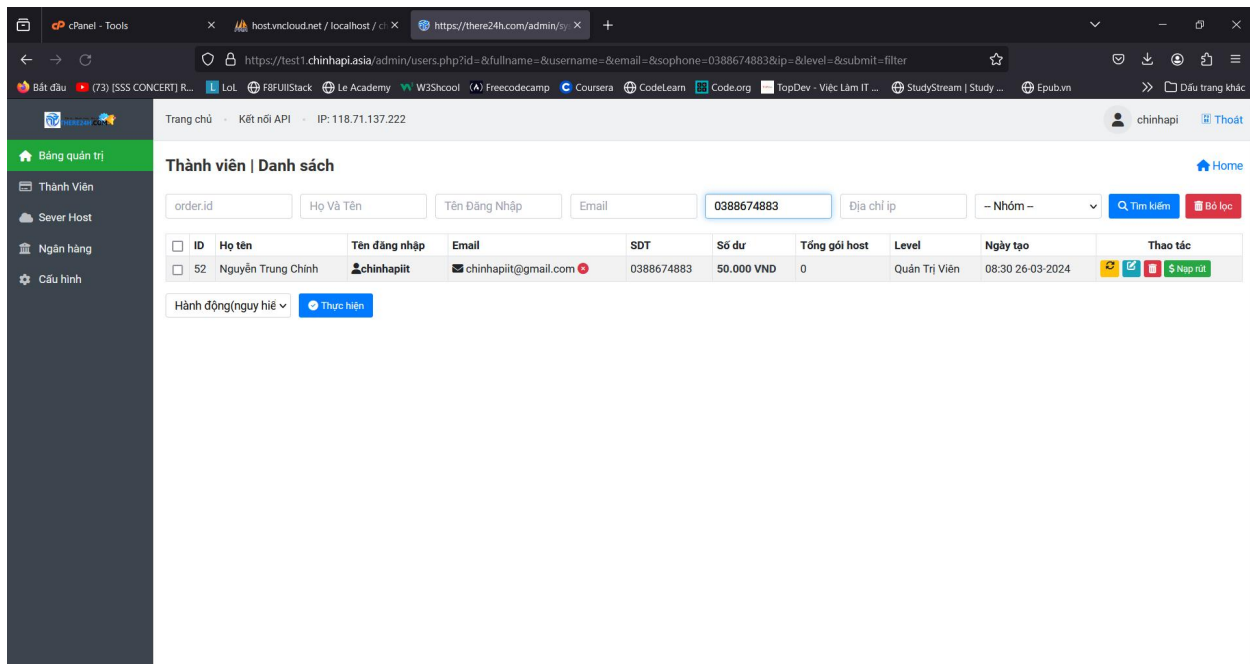 cPanel - Tools
host.vncloud.net / localhost / ch
https://there24h.com/admin/sy
https://test1.chinhapi.asia/admin/users.php?id=&fullname=&username=&email=&sophone=0388674883&ip=&level=&submit=filter
Bắt đầu (73) [SSS CONCERT] R... LoL F8FUllStack Le Academy W3Shcool Freecodecamp Coursera CodeLearn Code.org TopDev - Việc Làm IT ... StudyStream | Study ... Epub.vn Dấu trang khác
Trang chủ Kết nối API IP: 118.71.137.222 chinhapi Thoát
Bảng quản trị
Thành Viên
Sever Host
Ngân hàng
Cấu hình
Thành viên | Danh sách Home
order.id Họ Và Tên Tên Đăng Nhập Email 0388674883 Địa chỉ ip -- Nhóm -- Tìm kiếm Bỏ lọc
ID Họ tên Tên đăng nhập Email SDT Số dư Tổng gói host Level Ngày tạo Thao tác
52 Nguyễn Trung Chính chinhapiit chinhapiit@gmail.com 0388674883 50.000 VND 0 Quản Trị Viên 08:30 26-03-2024 $ Nạp rút
Hành động(nguy hiể Thực hiện